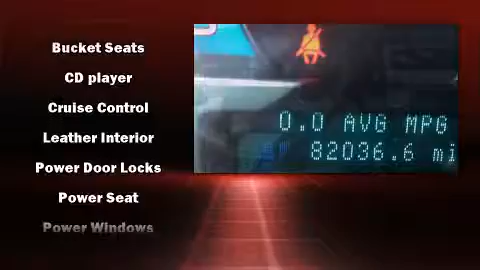 Bucket Seats
CD player
Cruise Control
Leather Interior
Power Door Locks
Power Seat
Power Windows
0.0 AVG MPG
82036.6 mi